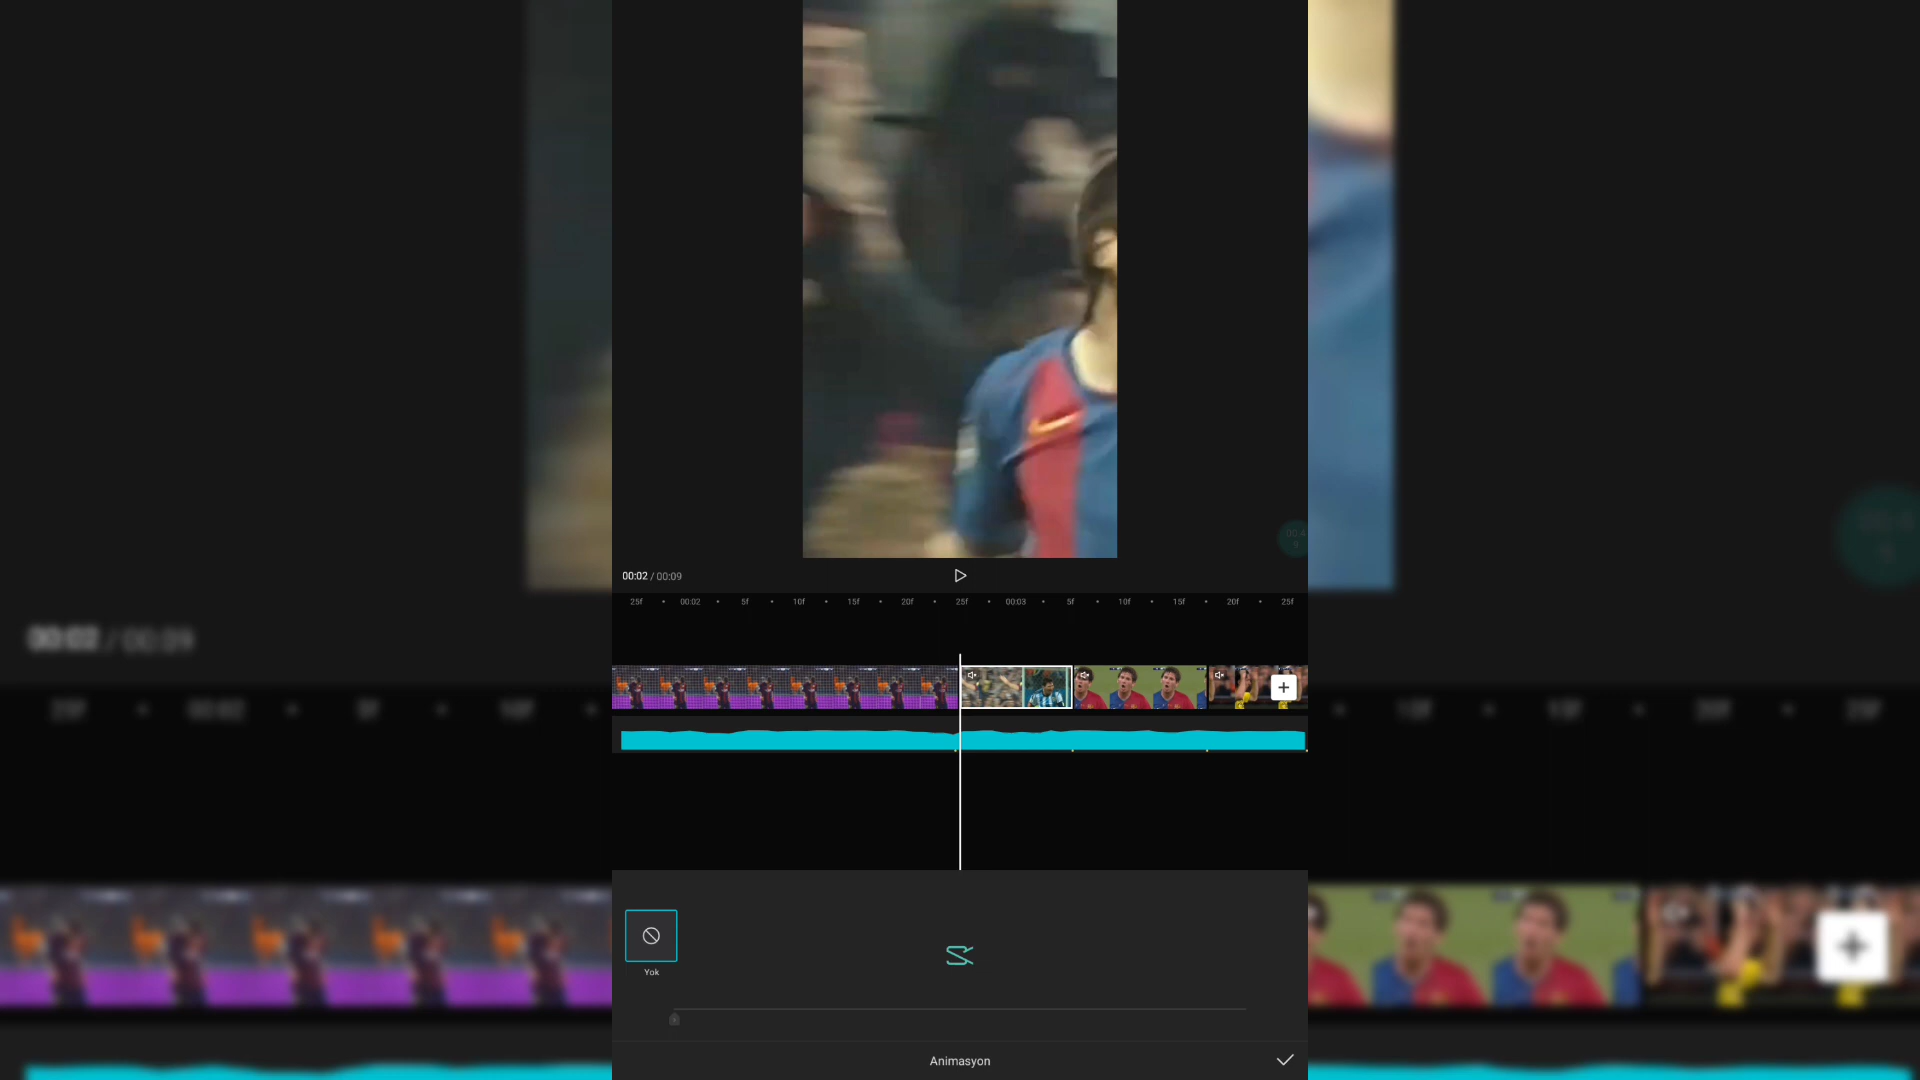 00:02 / 00:09
25f 00:02 5f 10f 15f 20f 25f 00:03 5f 10f 15f 20f 25f
Yok
Animasyon